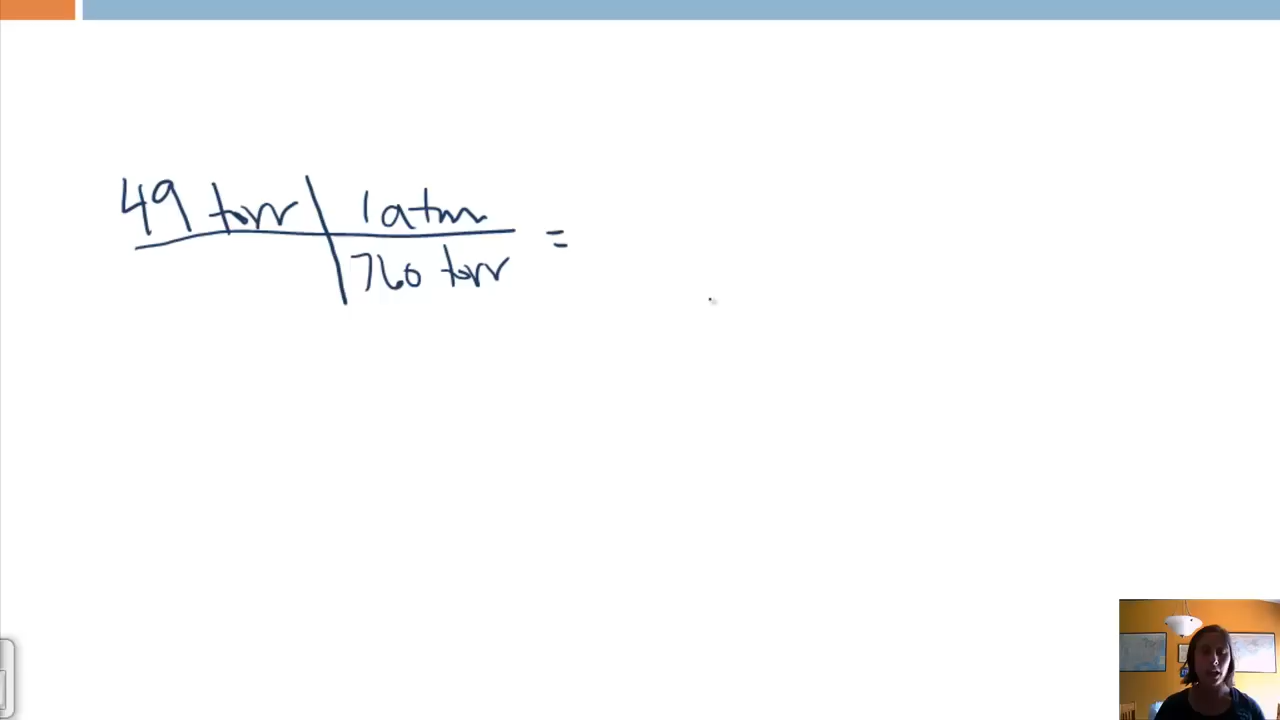 49 torr | 1 atm =
760 torr